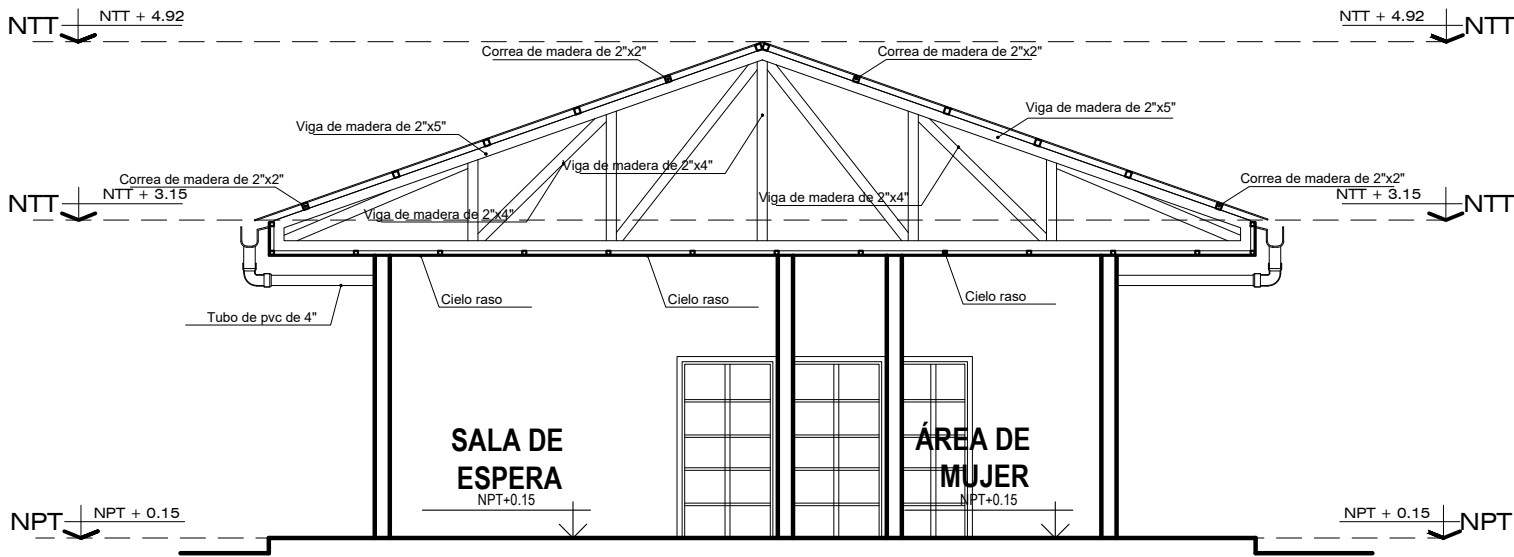 NTT
NTT + 4.92
NTT + 4.92
NTT
Correa de madera de 2"x2"
Correa de madera de 2"x2"
Viga de madera de 2"x5"
Viga de madera de 2"x5"
Viga de madera de 2"x4"
Correa de madera de 2"x2"
Correa de madera de 2"x2"
NTT
NTT + 3.15
Viga de madera de 2"x4"
Viga de madera de 2"x4"
NTT + 3.15
NTT
Cielo raso
Cielo raso
Cielo raso
Tubo de pvc de 4"
SALA DE
ESPERA
NPT+0.15
ÁREA DE
MUJER
NPT+0.15
NPT
NPT + 0.15
NPT + 0.15
NPT